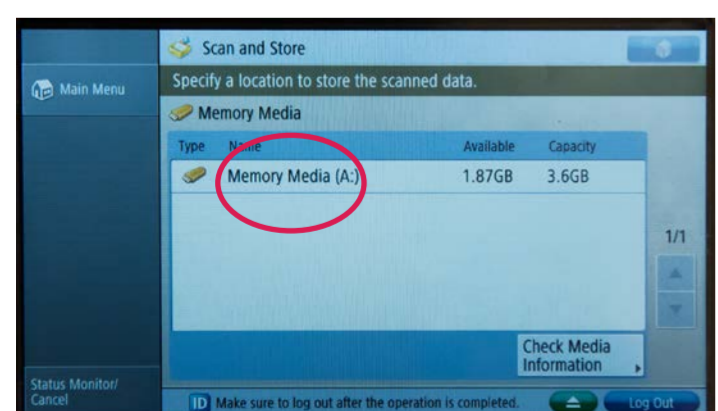 Scan and Store
Main Menu
Specify a location to store the scanned data.
Memory Media
Type Name Available Capacity
Memory Media (A:) 1.87GB 3.6GB
1/1
Check Media
Information
Status Monitor/
Cancel
ID Make sure to log out after the operation is completed.
Log Out